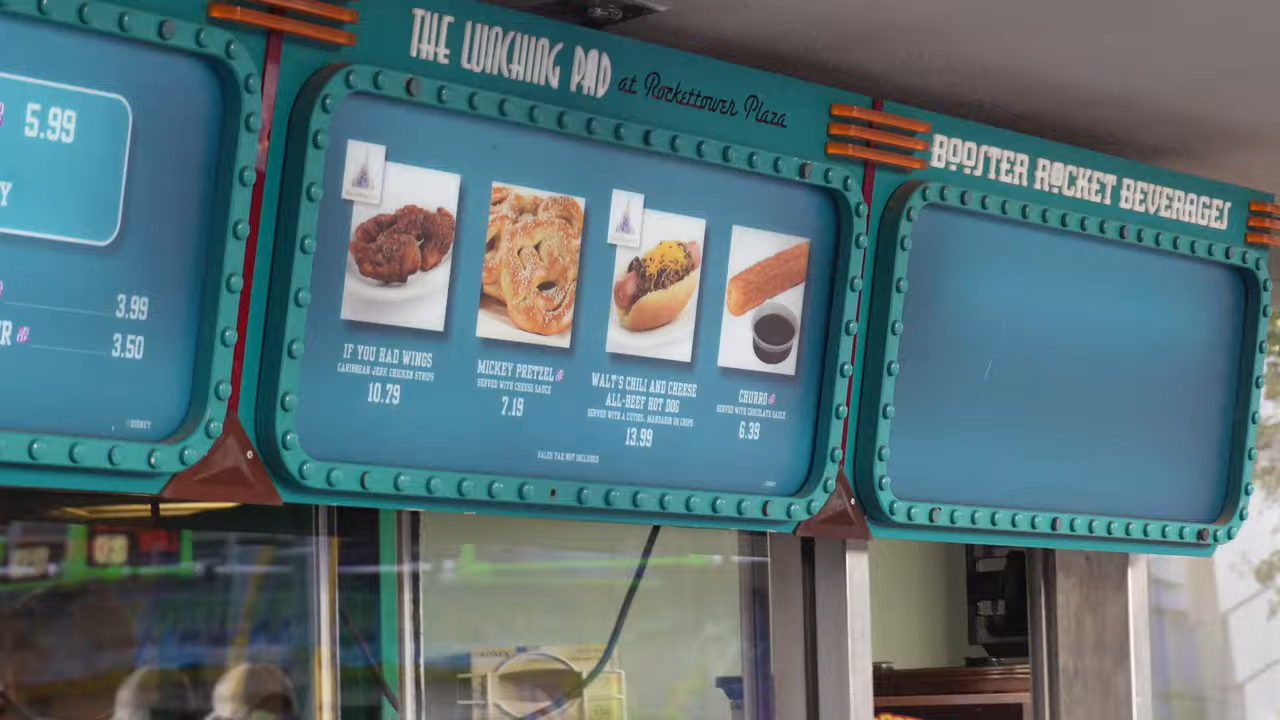 THE LUNCHING PAD at Rockettower Plaza
BOOSTER ROCKET BEVERAGES
5.99
Y
3.99
R
3.50
©DISNEY
IF YOU HAD WINGS
CARIBBEAN JERK CHICKEN STRIPS
10.79
MICKEY PRETZEL
SERVED WITH CHEESE SAUCE
7.19
WALT'S CHILI AND CHEESE
ALL-BEEF HOT DOG
SERVED WITH A CUTIES® MANDARIN OR CHIPS
13.99
CHURRO
SERVED WITH CHOCOLATE SAUCE
6.39
SALES TAX NOT INCLUDED